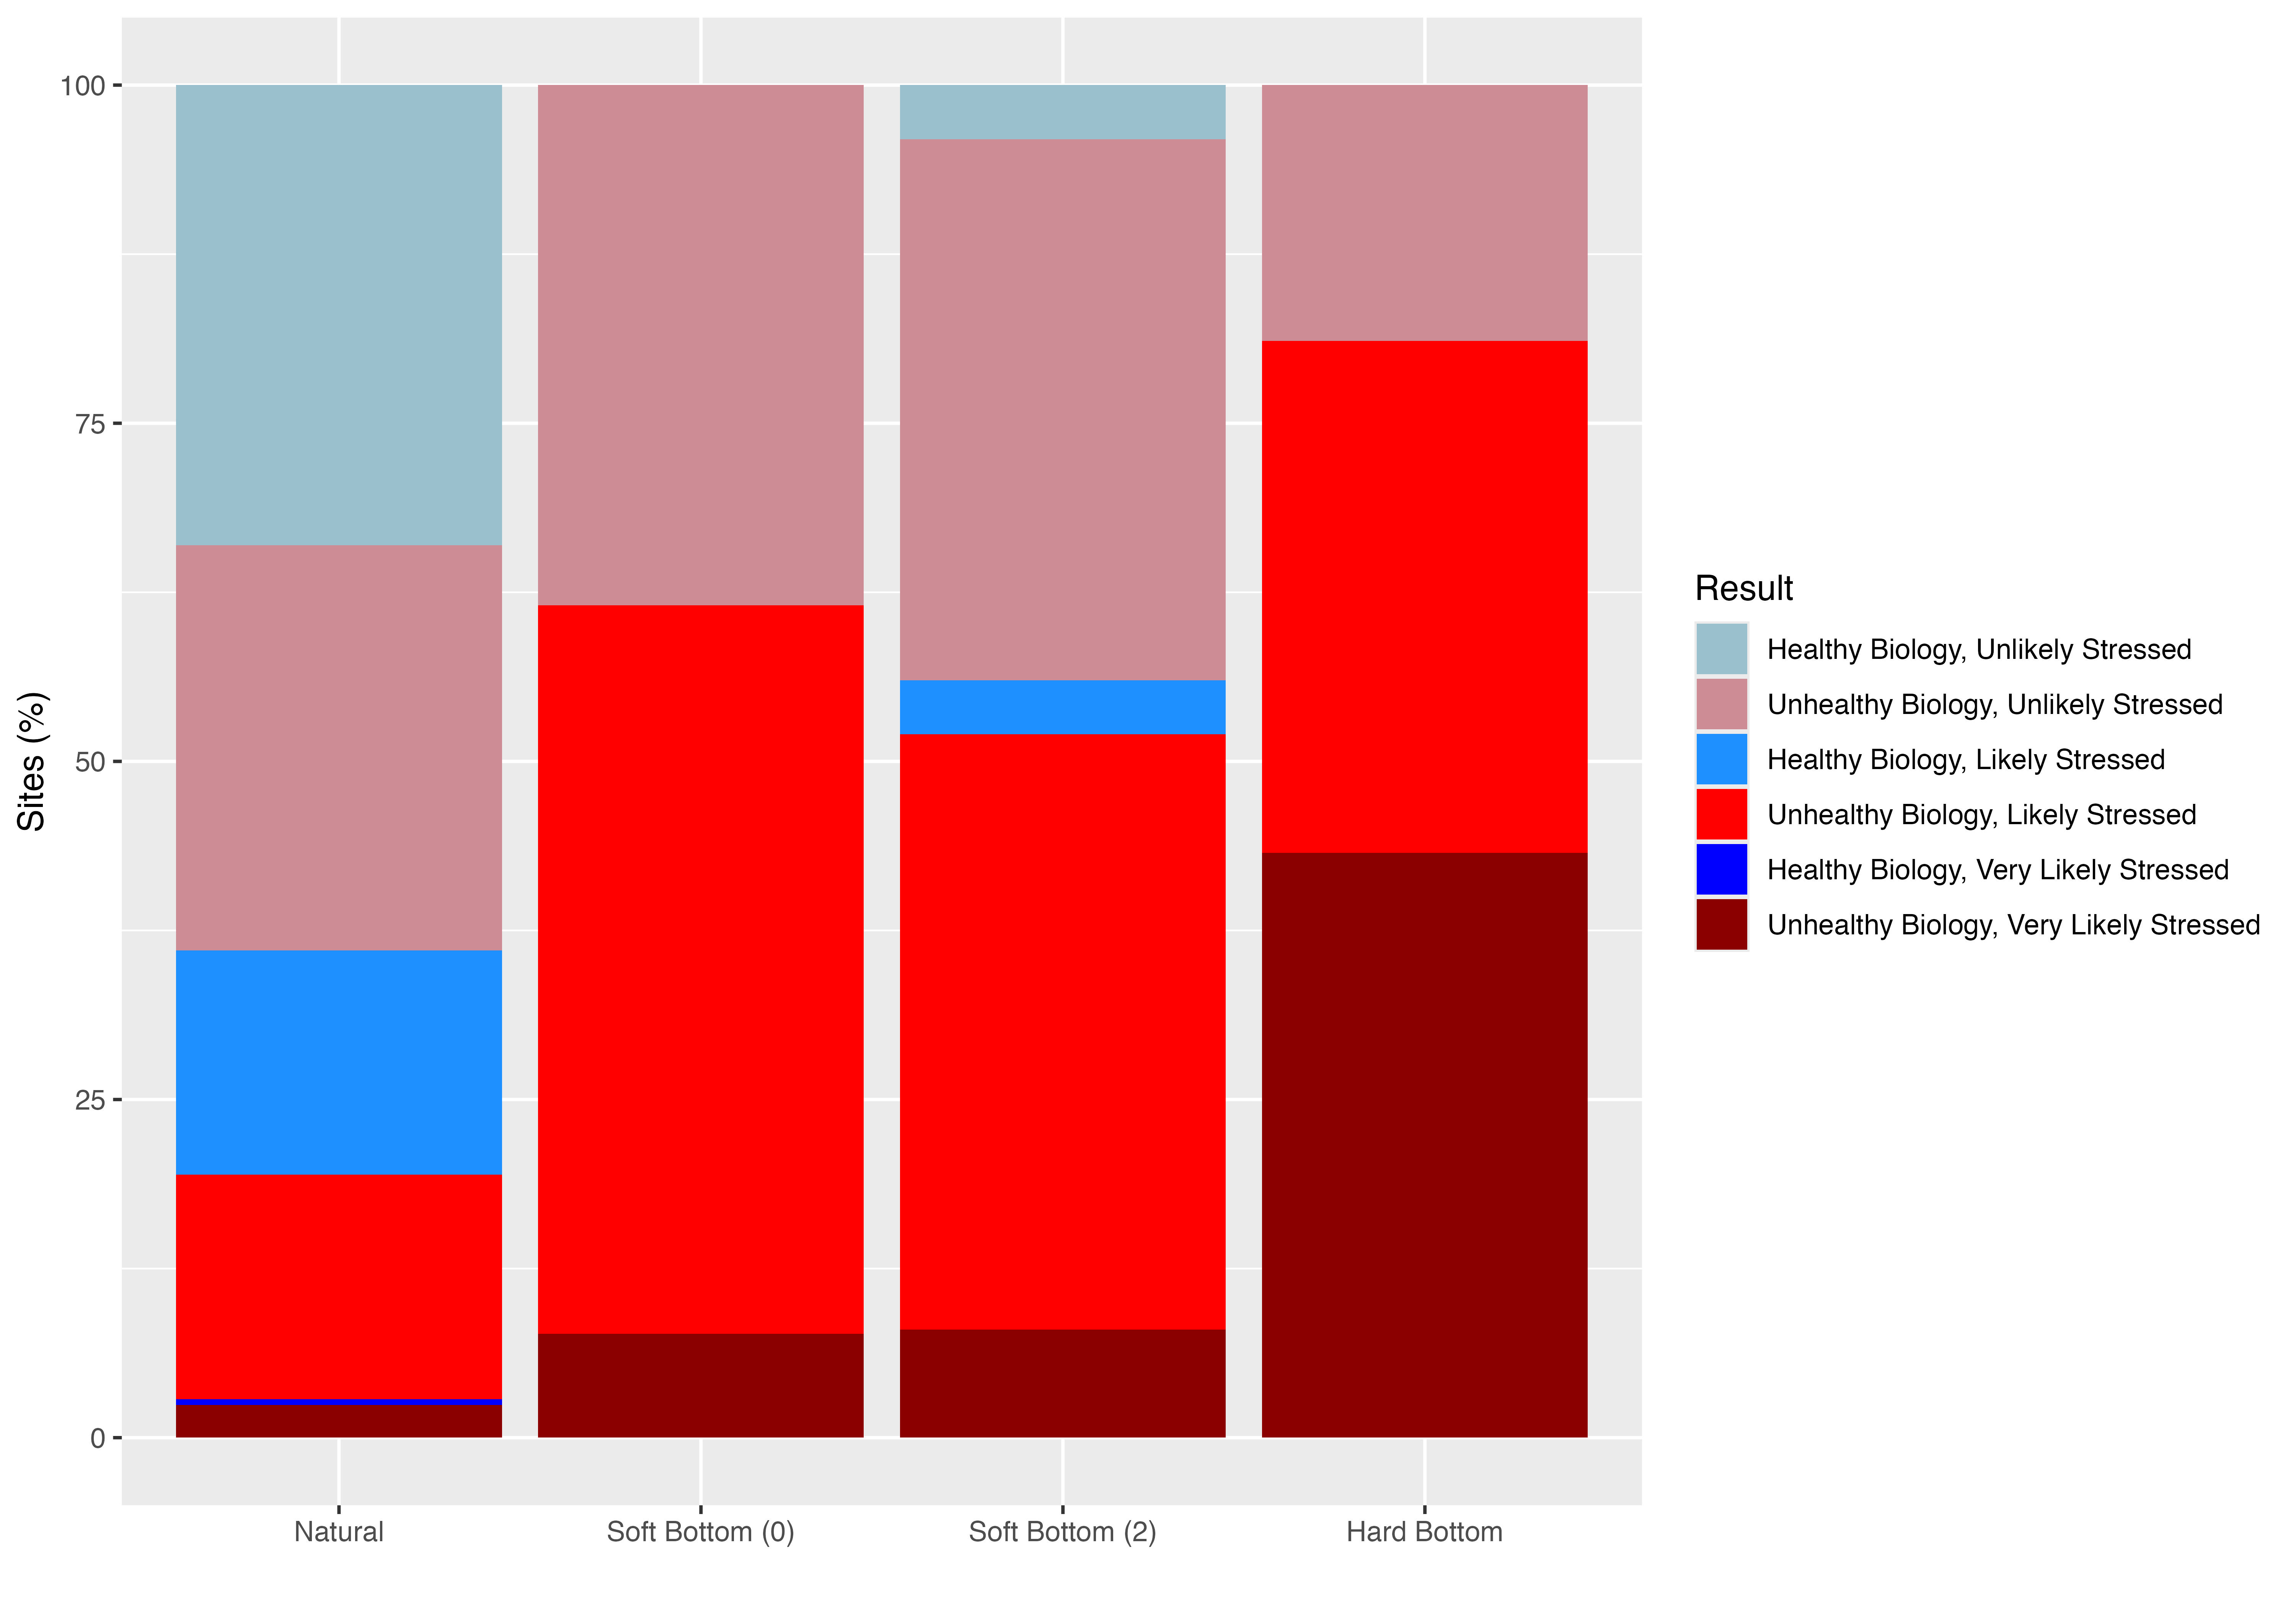 100
75
50
25
0
Sites (%)
Natural
Soft Bottom (0)
Soft Bottom (2)
Hard Bottom
Result
Healthy Biology, Unlikely Stressed
Unhealthy Biology, Unlikely Stressed
Healthy Biology, Likely Stressed
Unhealthy Biology, Likely Stressed
Healthy Biology, Very Likely Stressed
Unhealthy Biology, Very Likely Stressed